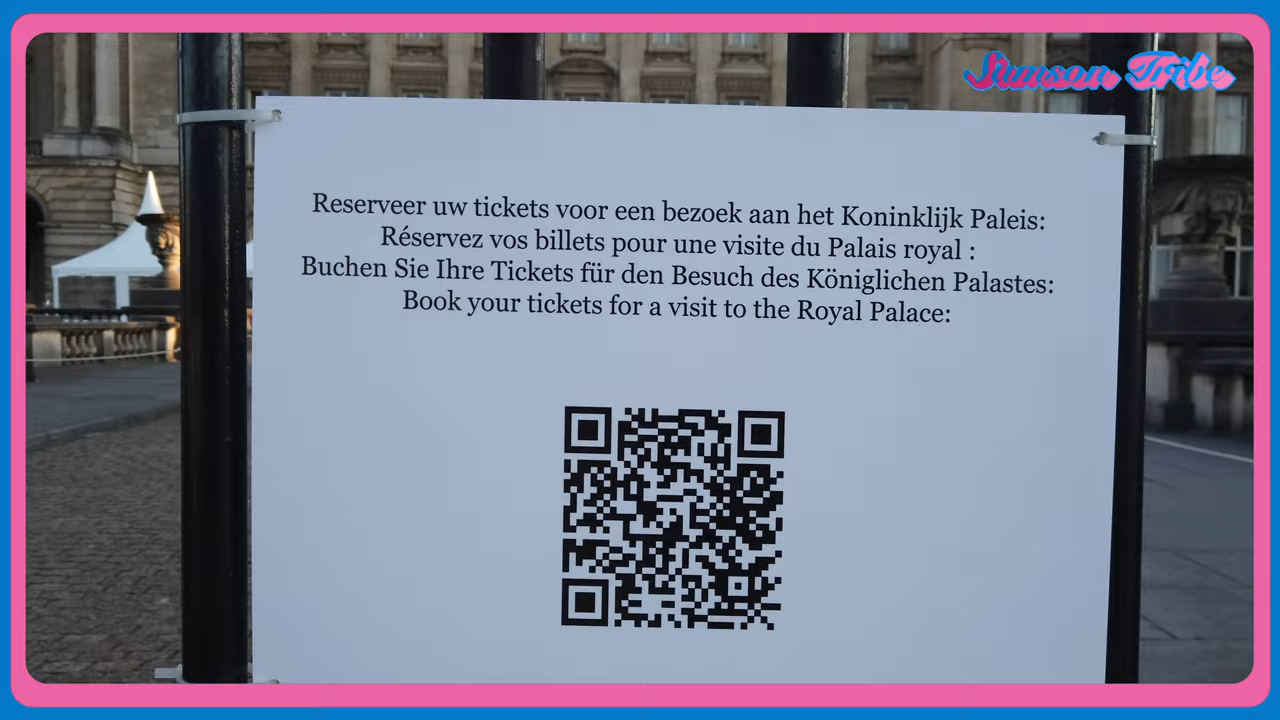 Samson Tribe
Reserveer uw tickets voor een bezoek aan het Koninklijk Paleis:
Réservez vos billets pour une visite du Palais royal :
Buchen Sie Ihre Tickets für den Besuch des Königlichen Palastes:
Book your tickets for a visit to the Royal Palace: